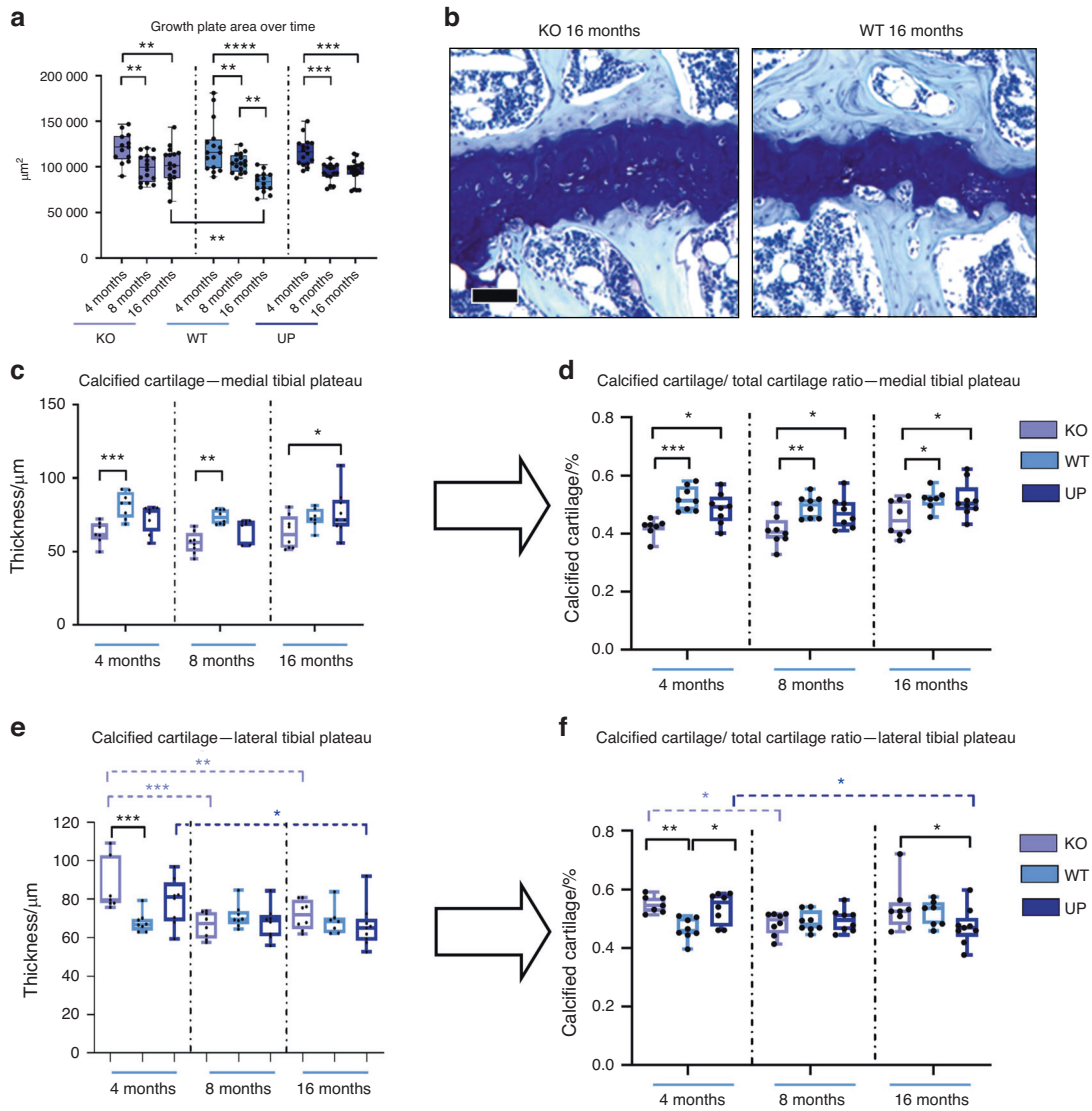 a
Growth plate area over time
** **** ***
** ** ***
**
200 000
150 000
100 000
50 000
0
μm²
**
4 months 8 months 16 months 4 months 8 months 16 months 4 months 8 months 16 months
KO WT UP
b
KO 16 months WT 16 months
c
Calcified cartilage—medial tibial plateau
150
100
50
0
Thickness/μm
*** ** *
4 months 8 months 16 months
d
Calcified cartilage/ total cartilage ratio—medial tibial plateau
0.8
0.6
0.4
0.2
0.0
Calcified cartilage/%
* * *
*** ** *
4 months 8 months 16 months
KO
WT
UP
e
Calcified cartilage—lateral tibial plateau
**
***
*** *
120
100
80
60
40
20
0
Thickness/μm
4 months 8 months 16 months
f
Calcified cartilage/ total cartilage ratio—lateral tibial plateau
* *
** * *
0.8
0.6
0.4
0.2
0.0
Calcified cartilage/%
4 months 8 months 16 months
KO
WT
UP